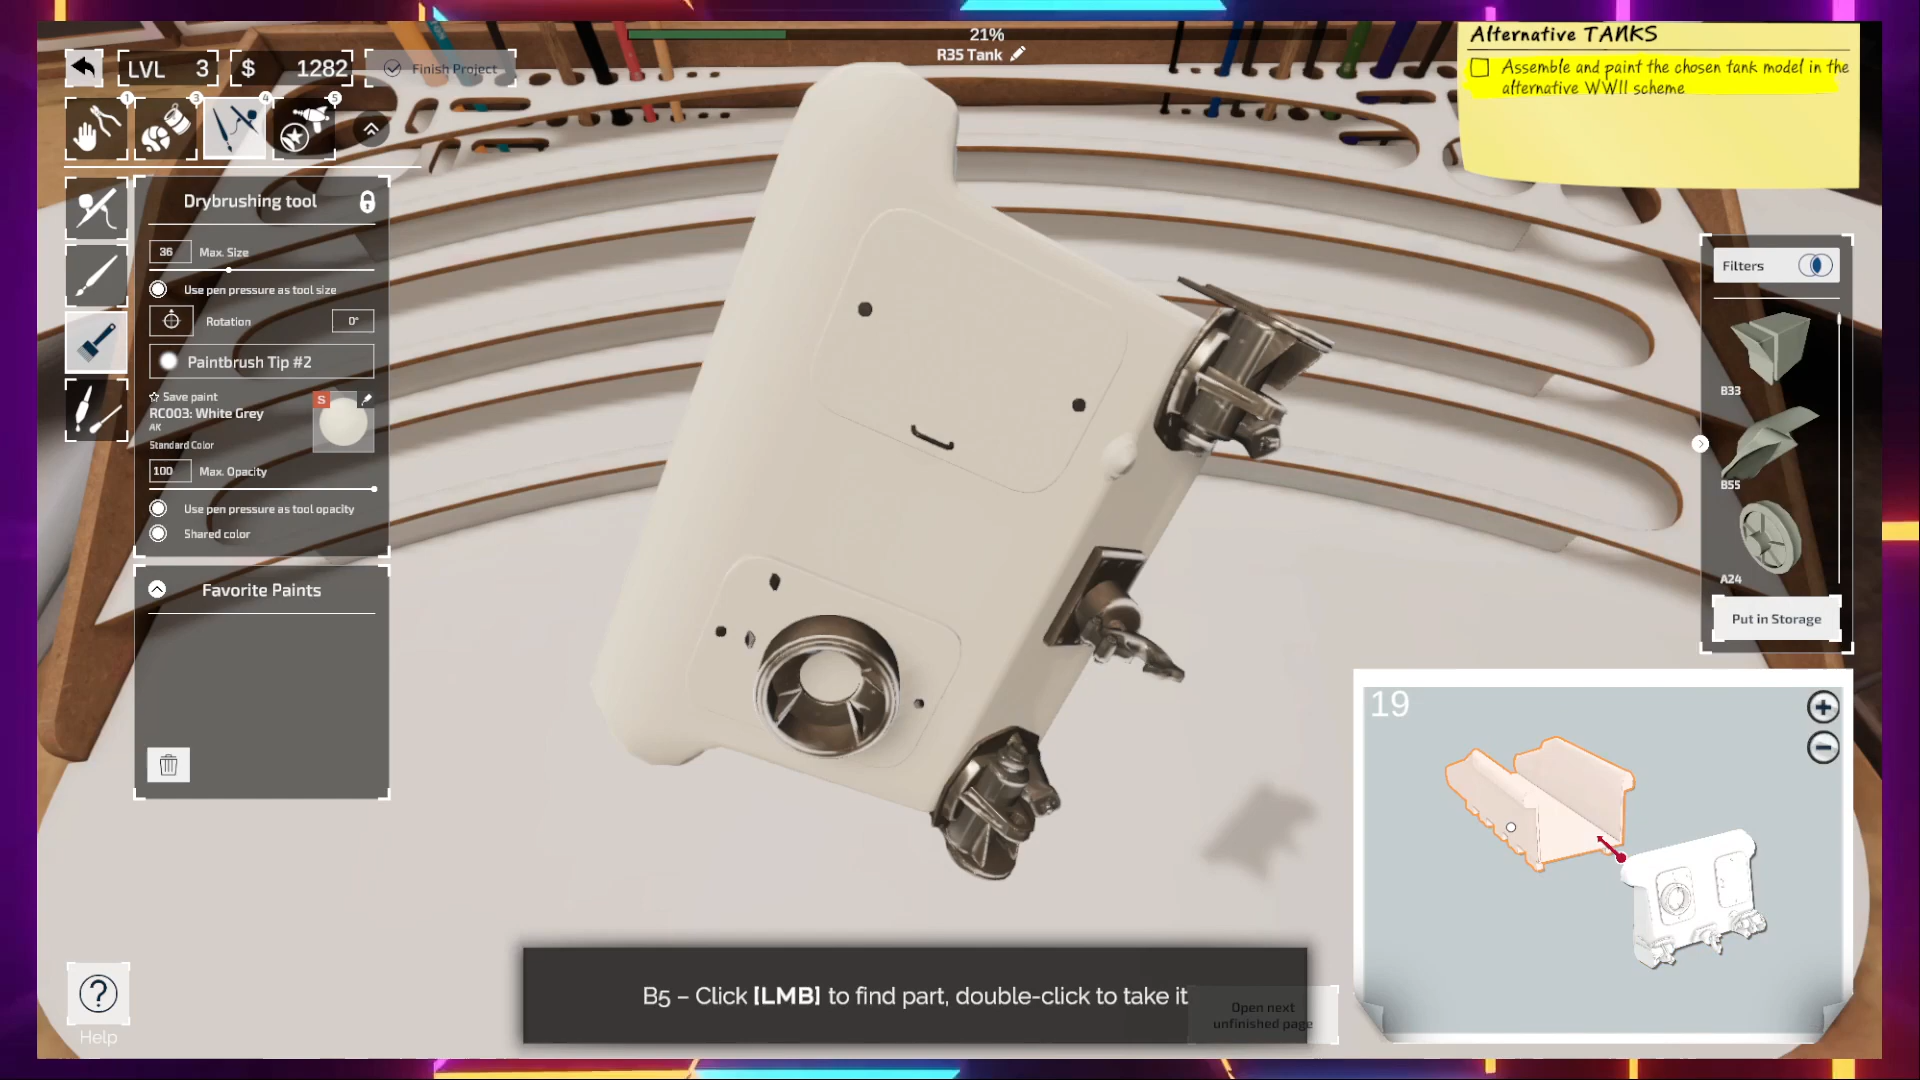 21%
R35 Tank
Alternative TANKS
Assemble and paint the chosen tank model in the
alternative WWII scheme
LVL 3
$ 1282
Finish Project
1
3
4
5
Drybrushing tool
36 Max. Size
Use pen pressure as tool size
Rotation 0°
Paintbrush Tip #2
Save paint
RC003: White Grey
AK
Standard Color
S
100 Max. Opacity
Use pen pressure as tool opacity
Shared color
Favorite Paints
Filters
B33
B55
A24
Put in Storage
19
B5 – Click [LMB] to find part, double-click to take it
Open next
unfinished page
?
Help